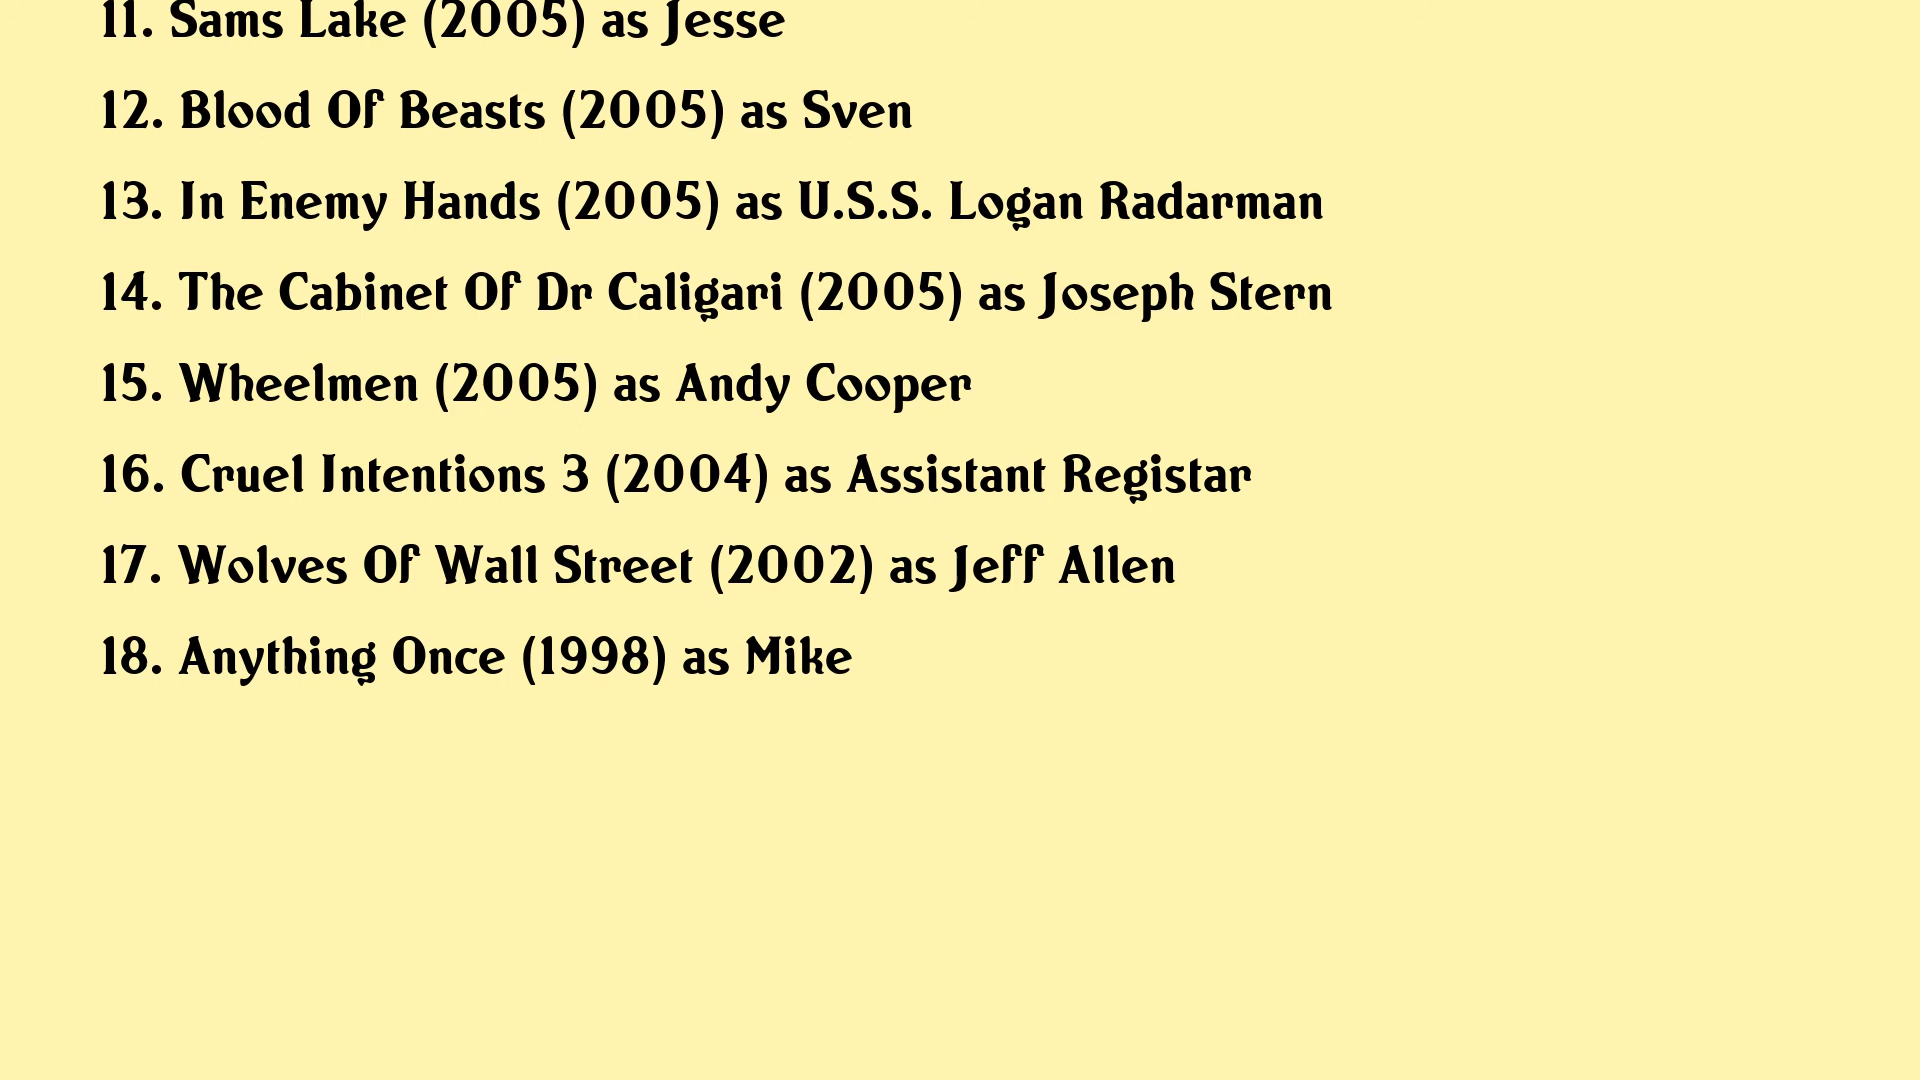 11. Sams Lake (2005) as Jesse
12. Blood Of Beasts (2005) as Sven
13. In Enemy Hands (2005) as U.S.S. Logan Radarman
14. The Cabinet Of Dr Caligari (2005) as Joseph Stern
15. Wheelmen (2005) as Andy Cooper
16. Cruel Intentions 3 (2004) as Assistant Registar
17. Wolves Of Wall Street (2002) as Jeff Allen
18. Anything Once (1998) as Mike